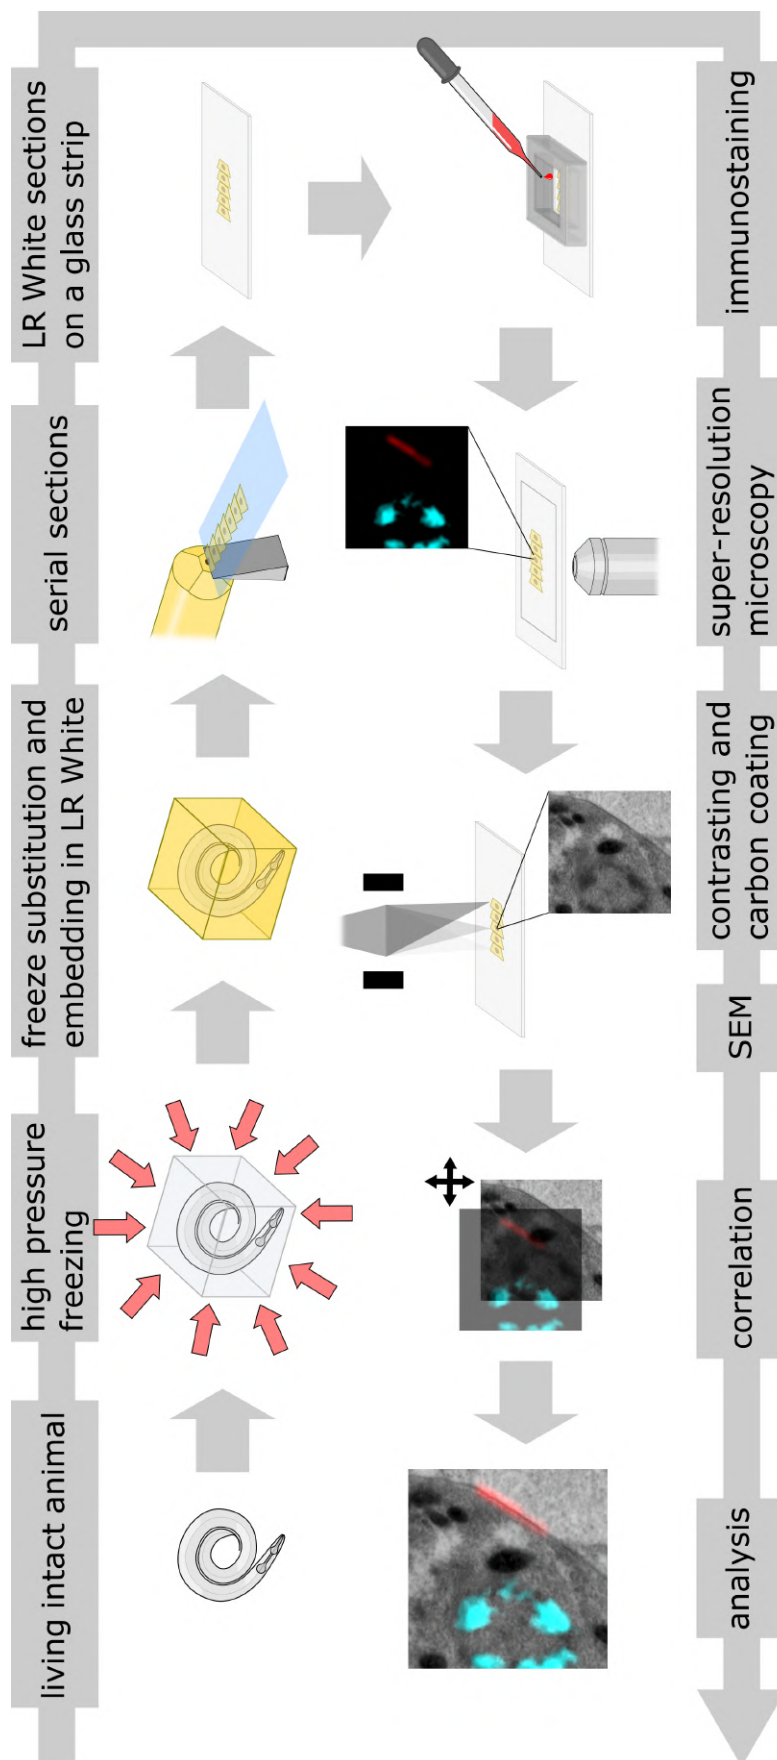 living intact animal
high pressure
freezing
freeze substitution and
embedding in LR White
serial sections
LR White sections
on a glass strip
immunostaining
super-resolution
microscopy
contrasting and
carbon coating
SEM
correlation
analysis